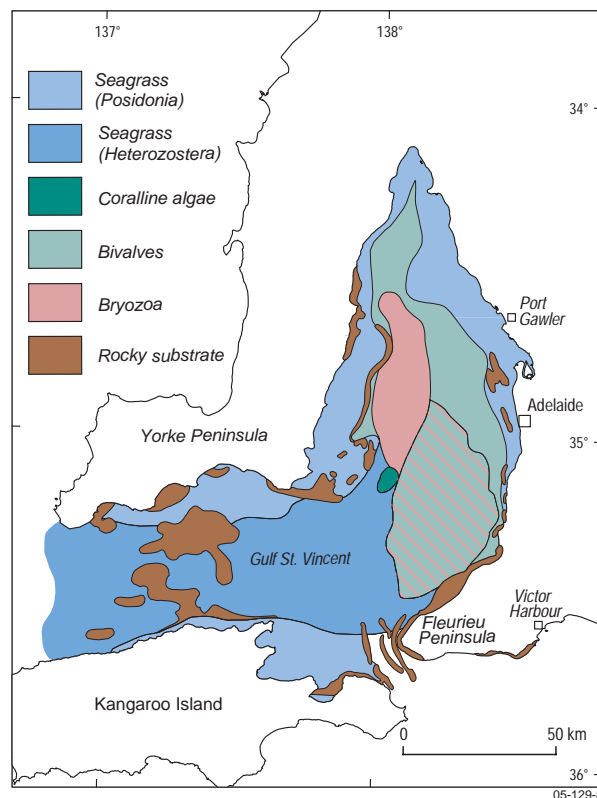 137°
138°
34°
Seagrass
(Posidonia)
Seagrass
(Heterozostera)
Coralline algae
Bivalves
Bryozoa
Rocky substrate
Port
Gawler
Adelaide
35°
Yorke Peninsula
Gulf St. Vincent
Victor
Harbour
Fleurieu
Peninsula
Kangaroo Island
0
50 km
36°